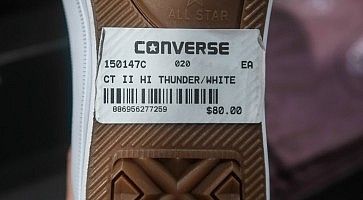 ALL STAR
CONVERSE
150147C 020 EA
CT II HI THUNDER/WHITE
886956277259 $80.00